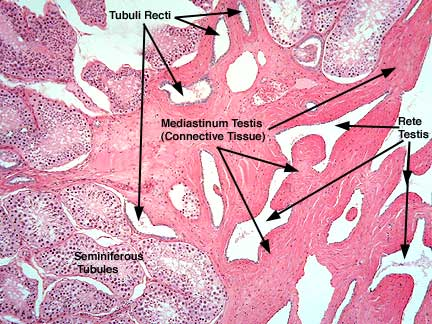 Tubuli Recti
Mediastinum Testis
(Connective Tissue)
Rete
Testis
Seminiferous
Tubules